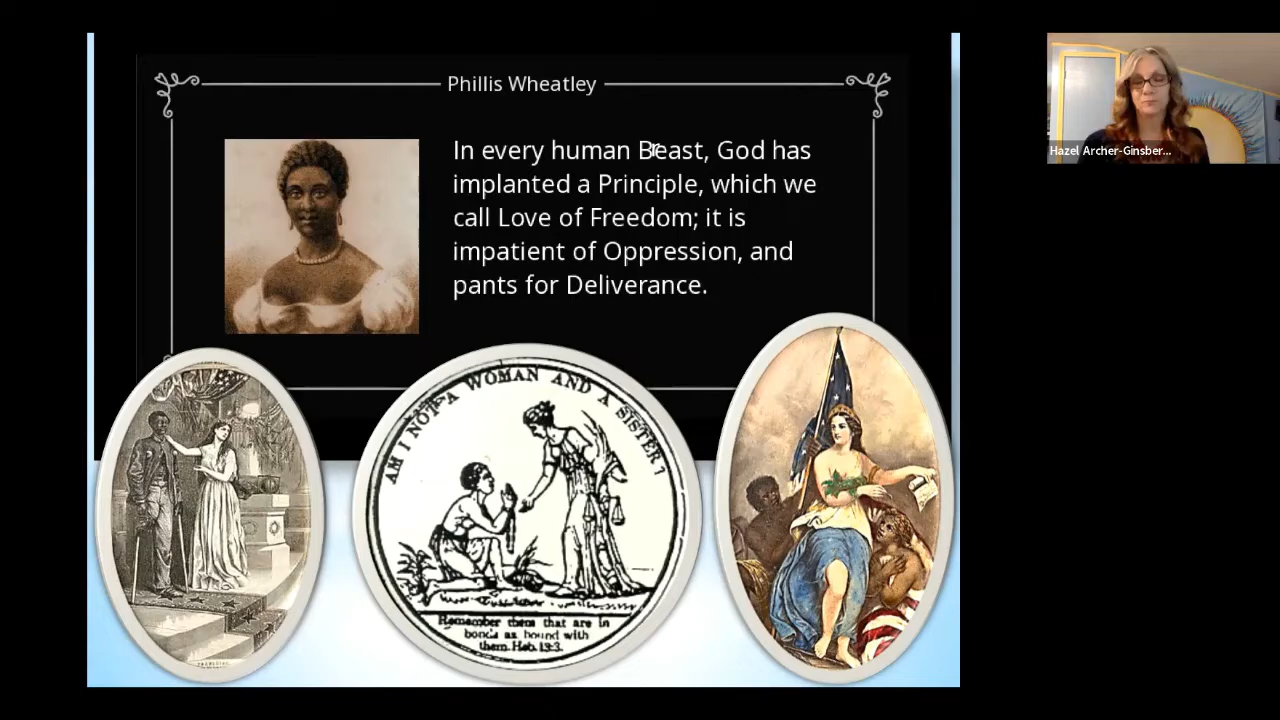 Phillis Wheatley
In every human Breast, God has
implanted a Principle, which we
call Love of Freedom; it is
impatient of Oppression, and
pants for Deliverance.
AM I NOT A WOMAN AND A SISTER?
Remember them that are in
bonds as bound with
them. Heb. 13:3.
Hazel Archer-Ginsber...